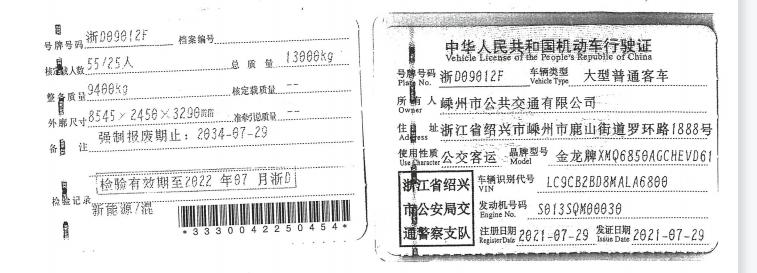 号牌号码 浙D09012F 档案编号
核定载人数 55/25人 总质量 13000kg
整备质量 9400kg 核定载质量 --
外廓尺寸 8545×2450×3290mm 准牵引总质量 --
备注 强制报废期止：2034-07-29
检验有效期至2022年07月浙D
检验记录
新能源/混
*3330042250454*
中华人民共和国机动车行驶证
Vehicle License of the People's Republic of China
号牌号码 浙D09012F 车辆类型 大型普通客车
Plate No. Vehicle Type
所有人 嵊州市公共交通有限公司
Owner
住址 浙江省绍兴市嵊州市鹿山街道罗环路1888号
Address
使用性质 公交客运 品牌型号 金龙牌XMQ6850AGCHEVD61
Use Character Model
浙江省绍兴
市公安局交
通警察支队
车辆识别代号 LC9CB2BD8MALA6800
VIN
发动机号码 S013SQM00030
Engine No.
注册日期 2021-07-29 发证日期 2021-07-29
Register Date Issue Date